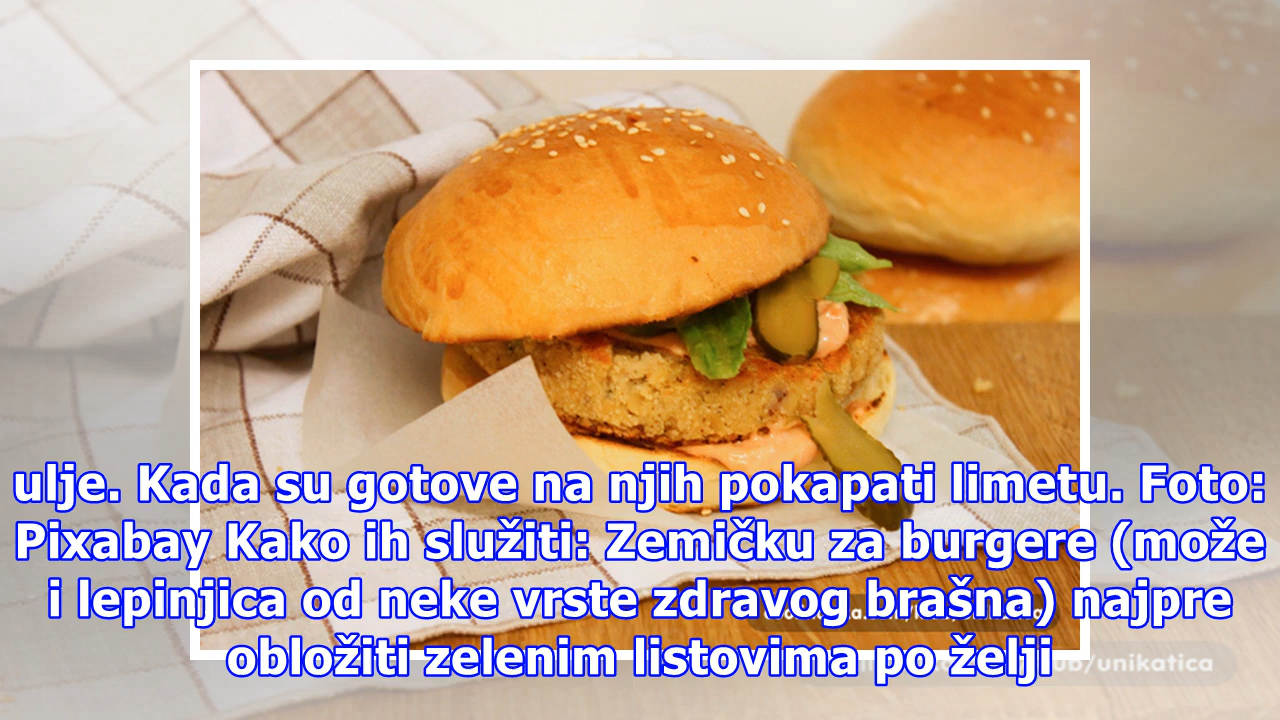 ulje. Kada su gotove na njih pokapati limetu. Foto:
Pixabay Kako ih služiti: Zemičku za burgere (može
i lepinjica od neke vrste zdravog brašna) najpre
obložiti zelenim listovima po želji
/unikatica